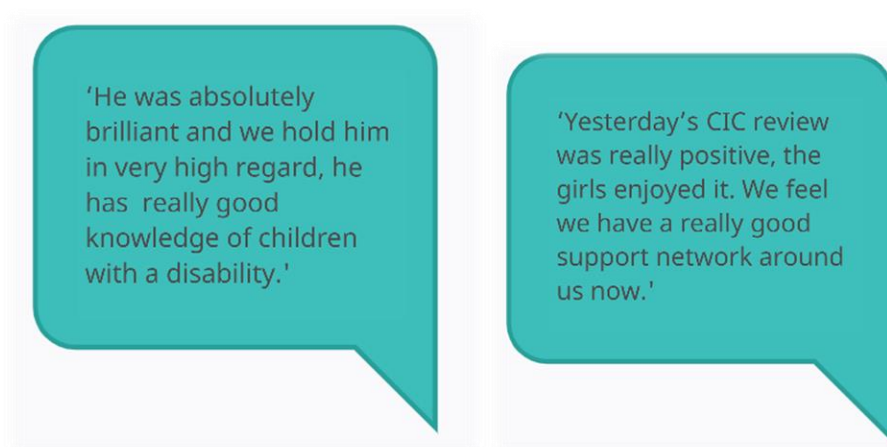 ‘He was absolutely
brilliant and we hold him
in very high regard, he
has  really good
knowledge of children
with a disability.'
‘Yesterday’s CIC review
was really positive, the
girls enjoyed it. We feel
we have a really good
support network around
us now.'